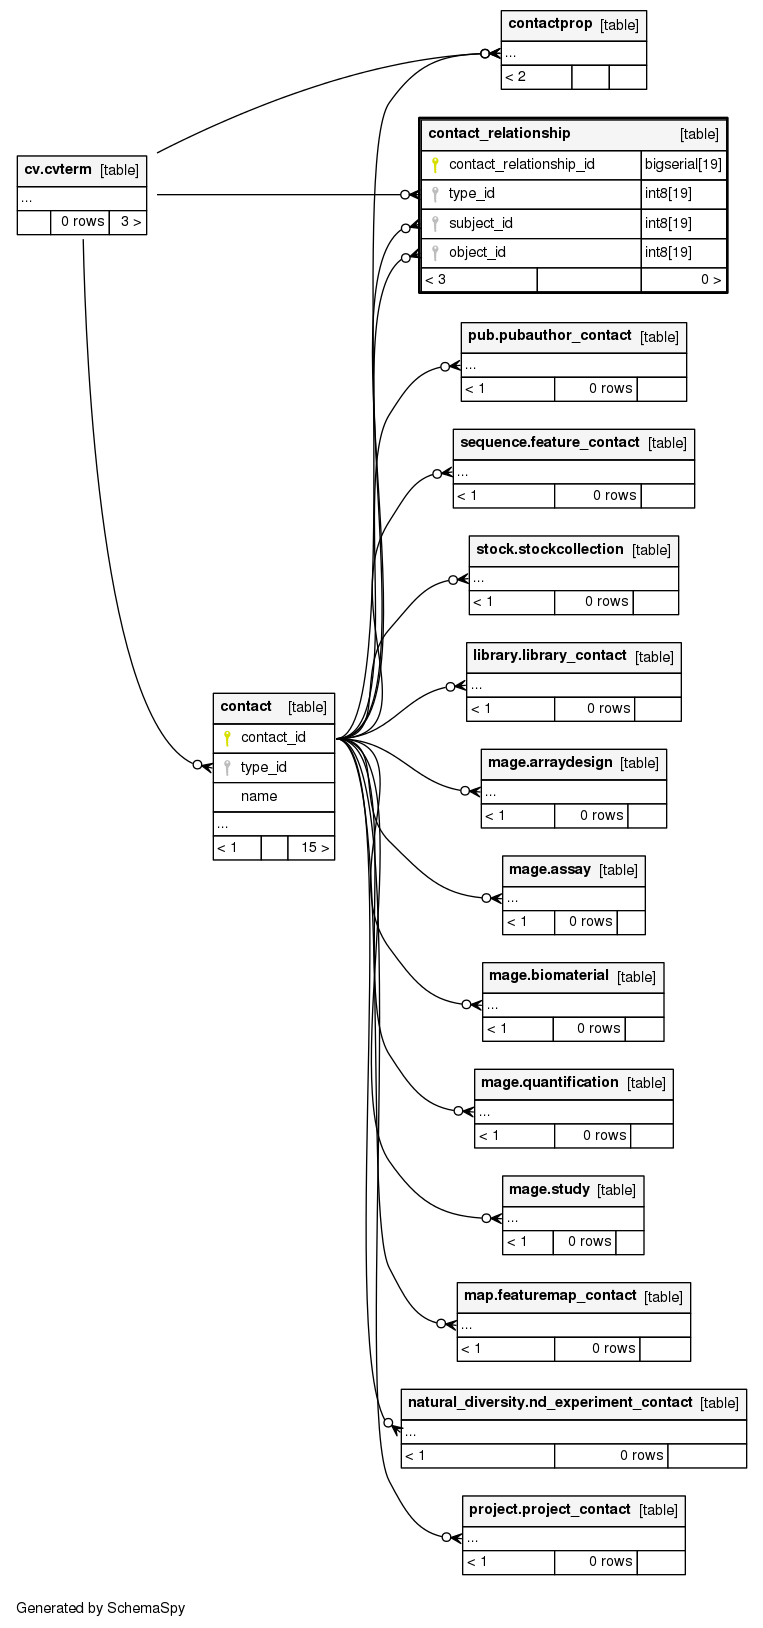 contactprop [table]
...
< 2
contact_relationship [table]
contact_relationship_id bigserial[19]
type_id int8[19]
subject_id int8[19]
object_id int8[19]
< 3 0 >
cv.cvterm [table]
...
0 rows 3 >
pub.pubauthor_contact [table]
...
< 1 0 rows
sequence.feature_contact [table]
...
< 1 0 rows
stock.stockcollection [table]
...
< 1 0 rows
library.library_contact [table]
...
< 1 0 rows
contact [table]
contact_id
type_id
name
...
< 1 15 >
mage.arraydesign [table]
...
< 1 0 rows
mage.assay [table]
...
< 1 0 rows
mage.biomaterial [table]
...
< 1 0 rows
mage.quantification [table]
...
< 1 0 rows
mage.study [table]
...
< 1 0 rows
map.featuremap_contact [table]
...
< 1 0 rows
natural_diversity.nd_experiment_contact [table]
...
< 1 0 rows
project.project_contact [table]
...
< 1 0 rows
Generated by SchemaSpy